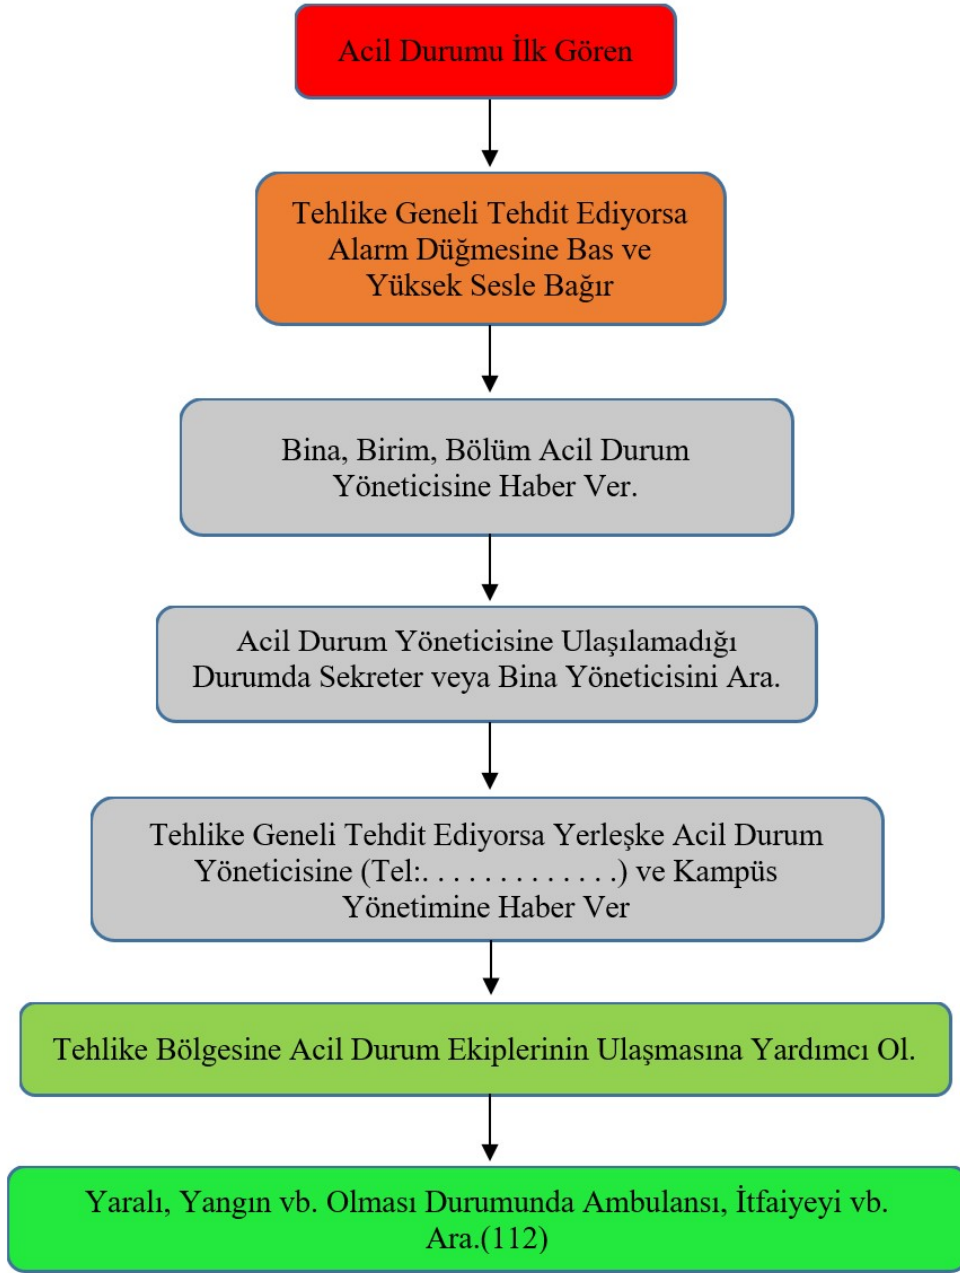 Acil Durumu İlk Gören
Tehlike Geneli Tehdit Ediyorsa
Alarm Düğmesine Bas ve
Yüksek Sesle Bağır
Bina, Birim, Bölüm Acil Durum
Yöneticisine Haber Ver.
Acil Durum Yöneticisine Ulaşılamadığı
Durumda Sekreter veya Bina Yöneticisini Ara.
Tehlike Geneli Tehdit Ediyorsa Yerleşke Acil Durum
Yöneticisine (Tel:. . . . . . . . . . . . .) ve Kampüs
Yönetimine Haber Ver
Tehlike Bölgesine Acil Durum Ekiplerinin Ulaşmasına Yardımcı Ol.
Yaralı, Yangın vb. Olması Durumunda Ambulansı, İtfaiyeyi vb.
Ara.(112)